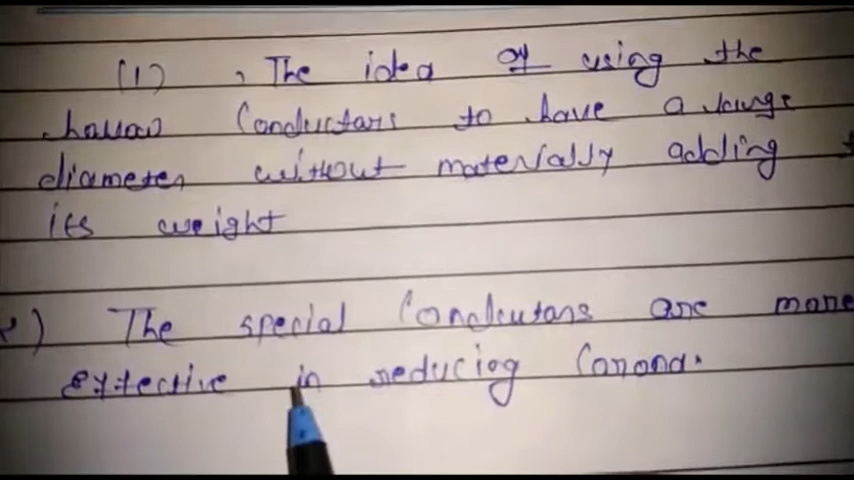 (1) , The idea of using the
hollow Conductors to have a large
diameter without materially adding t
its weight
2) The special Conductors are more
effective in reducing Corona.